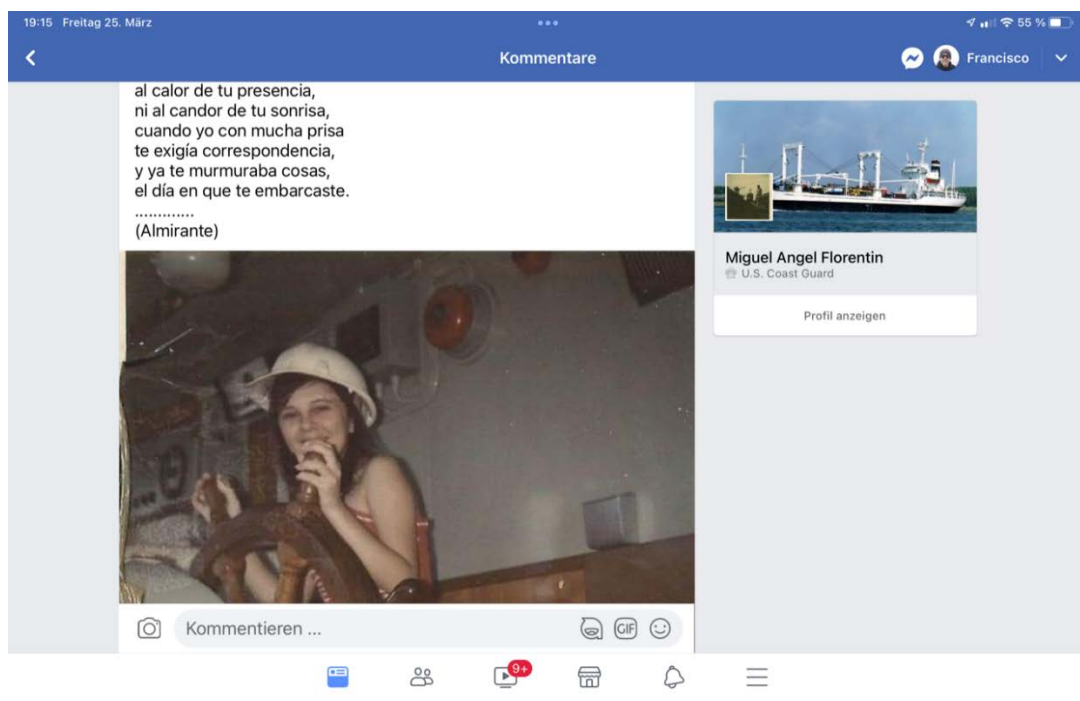 19:15 Freitag 25. März
55 %
Kommentare
Francisco
al calor de tu presencia,
ni al candor de tu sonrisa,
cuando yo con mucha prisa
te exigía correspondencia,
y ya te murmuraba cosas,
el día en que te embarcaste.
.............
(Almirante)
Miguel Angel Florentin
U.S. Coast Guard
Profil anzeigen
Kommentieren ...
GIF
9+